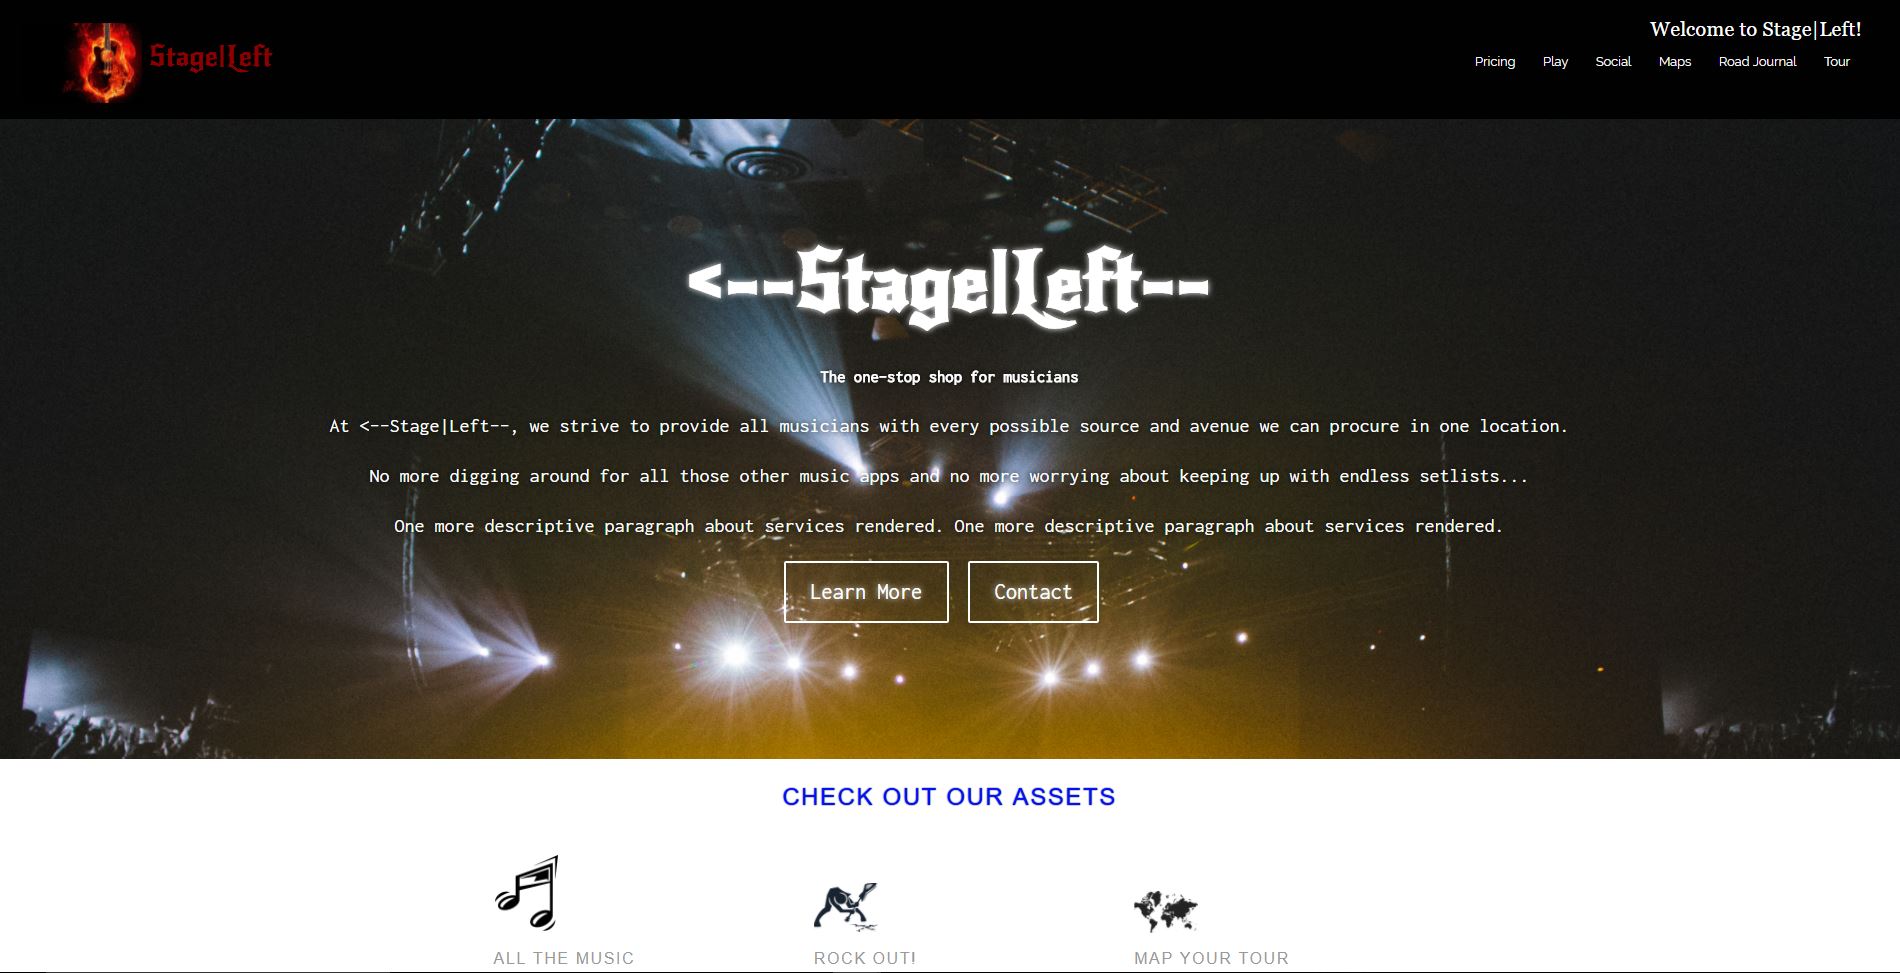 Stage|Left
Welcome to Stage|Left!
Pricing Play Social Maps Road Journal Tour
<--Stage|Left--
The one-stop shop for musicians
At <--Stage|Left--, we strive to provide all musicians with every possible source and avenue we can procure in one location.
No more digging around for all those other music apps and no more worrying about keeping up with endless setlists...
One more descriptive paragraph about services rendered. One more descriptive paragraph about services rendered.
Learn More Contact
CHECK OUT OUR ASSETS
ALL THE MUSIC ROCK OUT! MAP YOUR TOUR